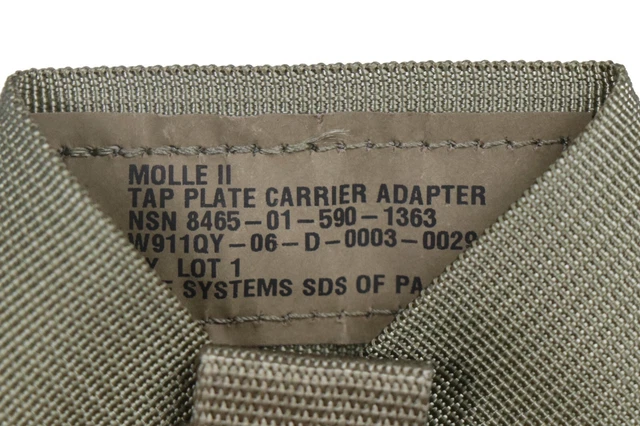 MOLLE II
TAP PLATE CARRIER ADAPTER
NSN 8465-01-590-1363
W911QY-06-D-0003-0029
LOT 1
SYSTEMS SDS OF PA